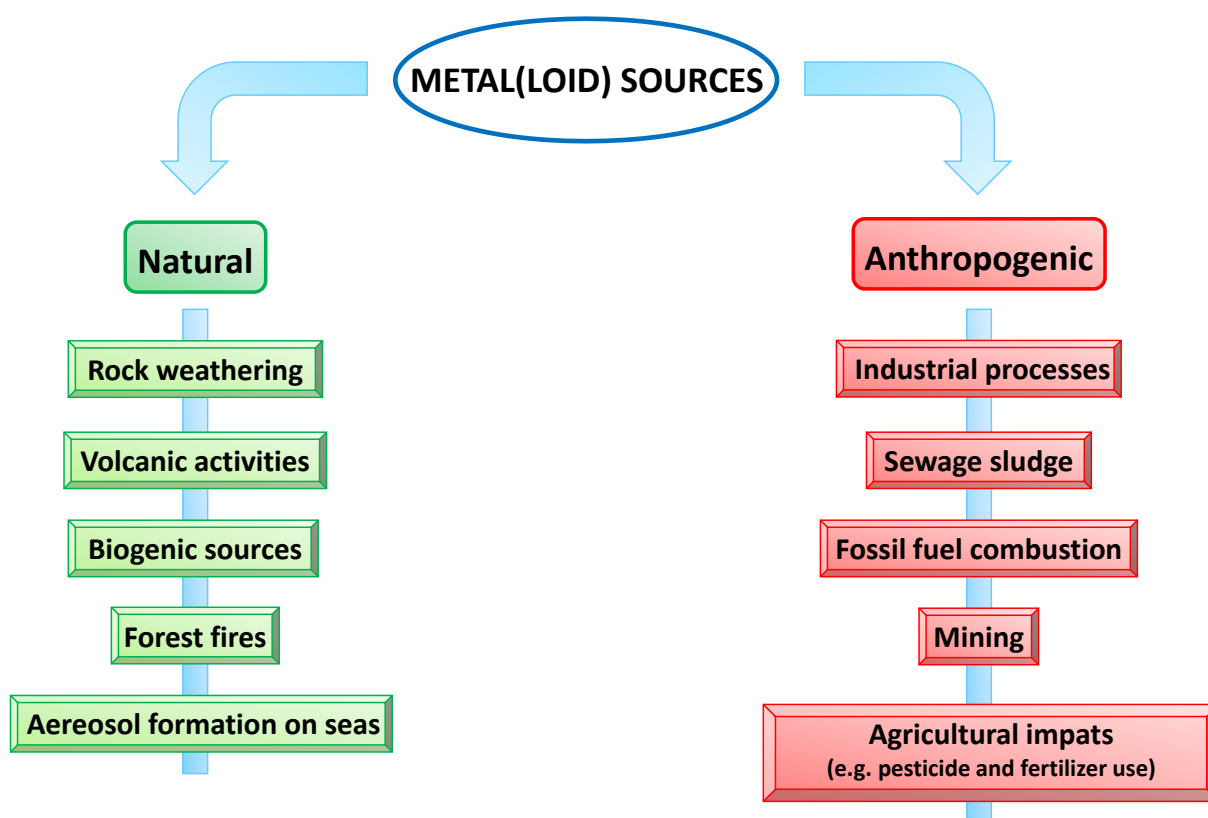 METAL(LOID) SOURCES
Natural
Rock weathering
Volcanic activities
Biogenic sources
Forest fires
Aereosol formation on seas
Anthropogenic
Industrial processes
Sewage sludge
Fossil fuel combustion
Mining
Agricultural impats
(e.g. pesticide and fertilizer use)